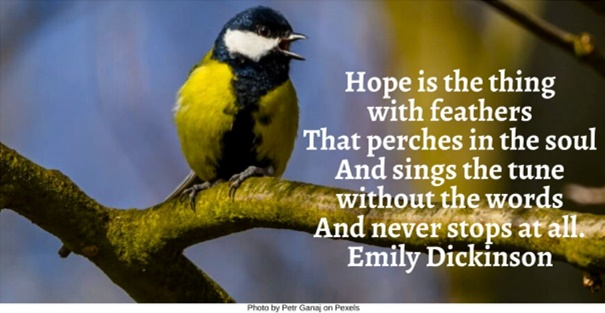 Hope is the thing
with feathers
That perches in the soul
And sings the tune
without the words
And never stops at all.
Emily Dickinson
Photo by Petr Ganaj on Pexels